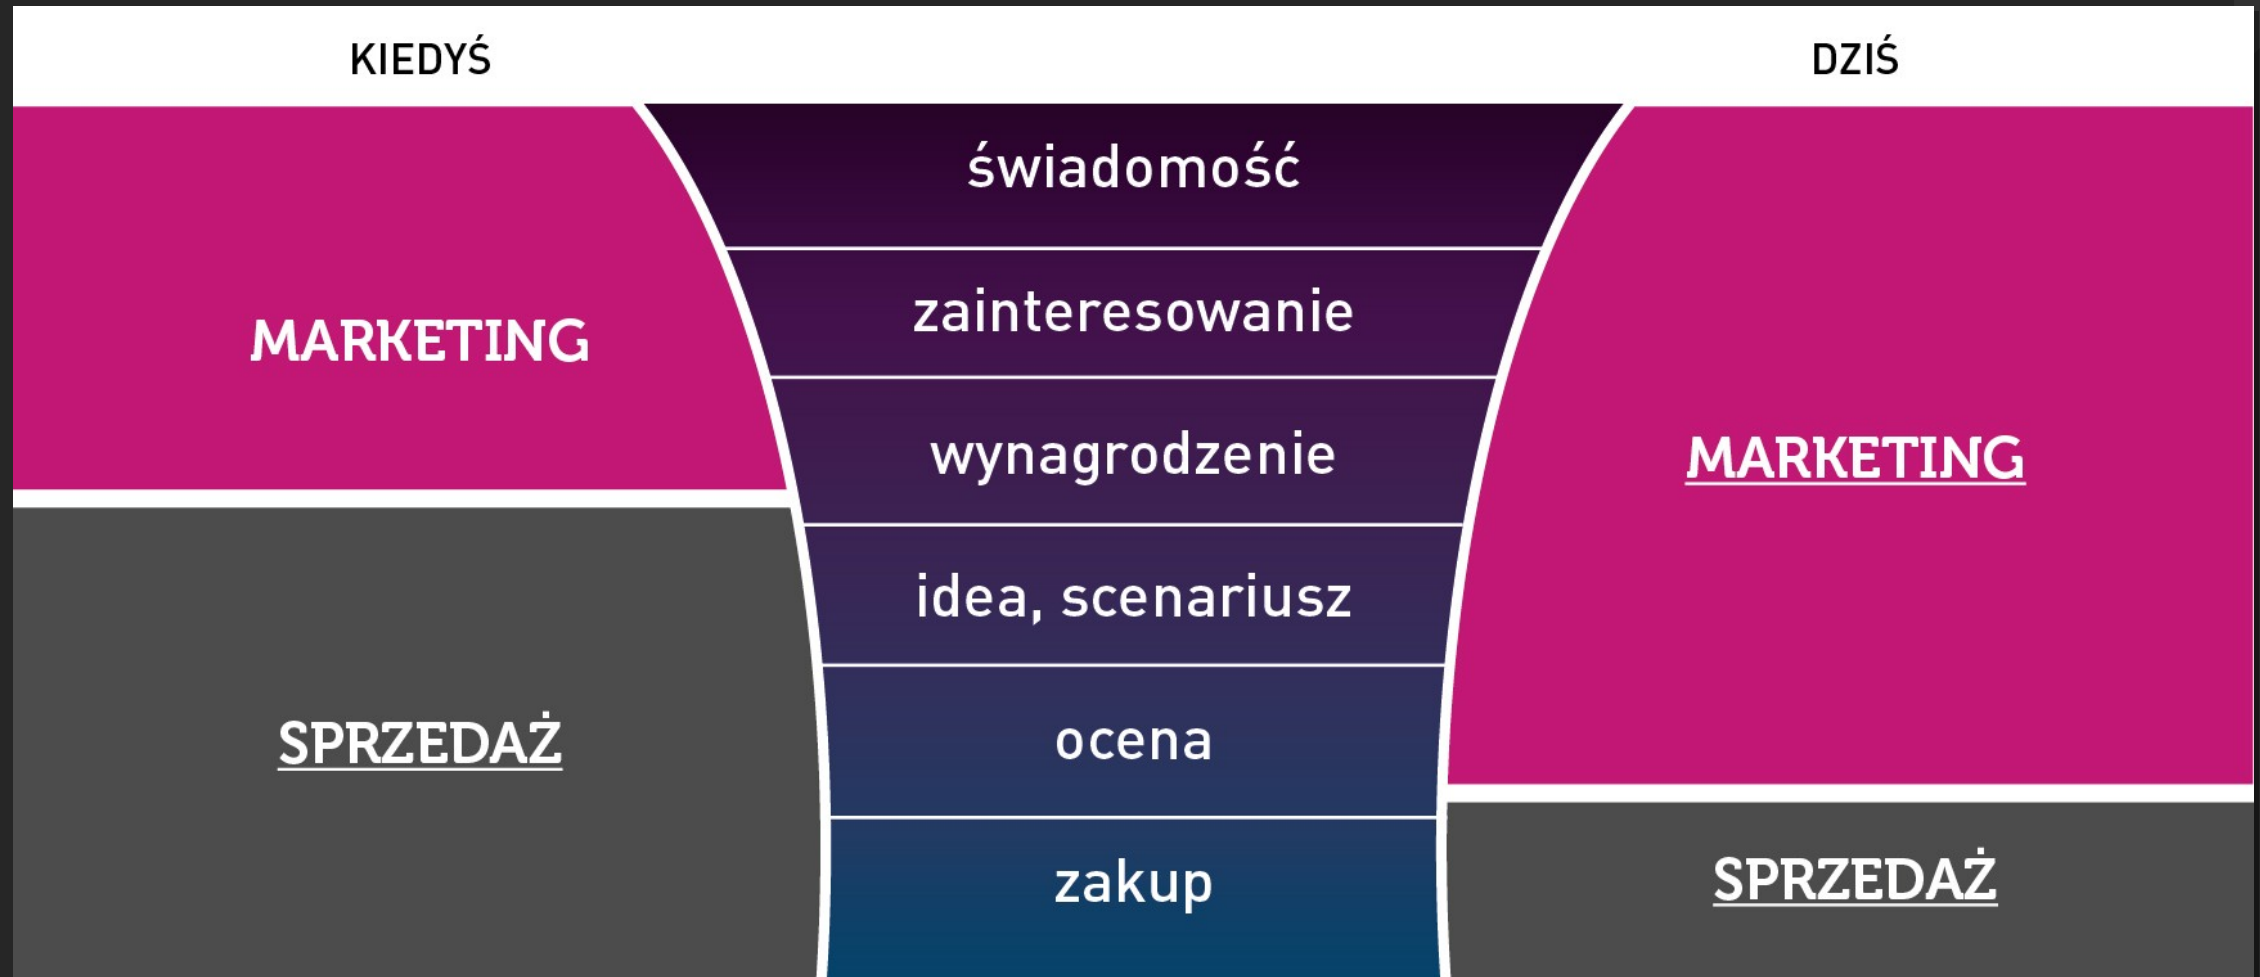 KIEDYŚ
DZIŚ
świadomość
zainteresowanie
MARKETING
wynagrodzenie
MARKETING
idea, scenariusz
SPRZEDAŻ
ocena
zakup
SPRZEDAŻ